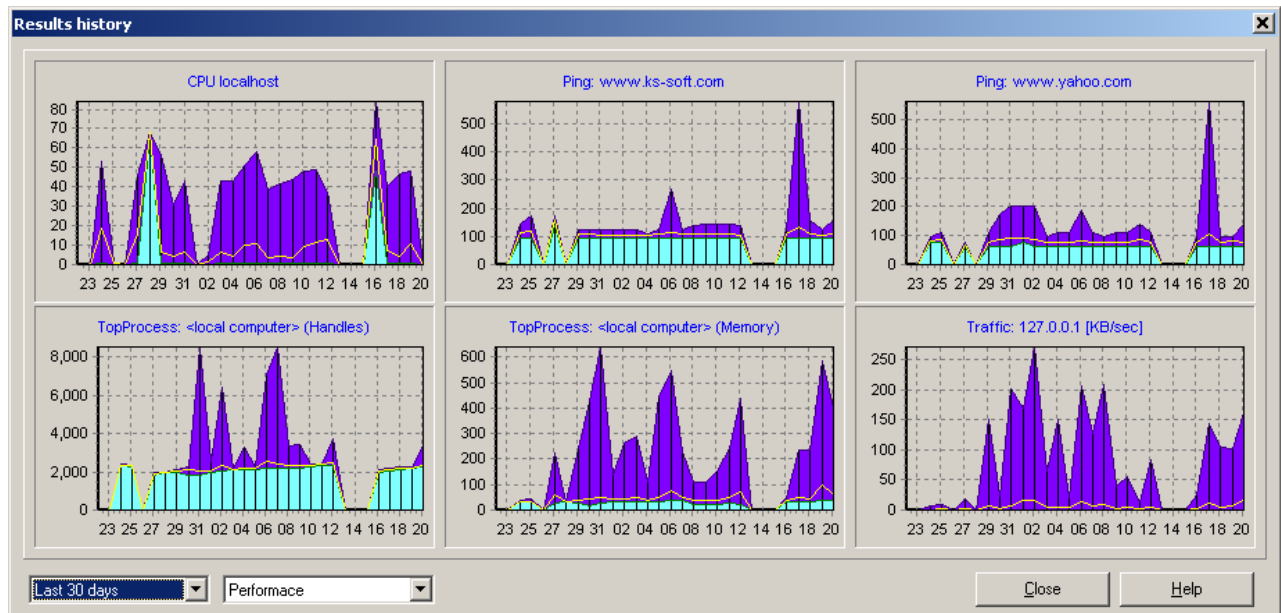 Results history
CPU localhost
80
70
60
50
40
30
20
10
0
23 25 27 29 31 02 04 06 08 10 12 14 16 18 20
Ping: www.ks-soft.com
500
400
300
200
100
0
23 25 27 29 31 02 04 06 08 10 12 14 16 18 20
Ping: www.yahoo.com
500
400
300
200
100
0
23 25 27 29 31 02 04 06 08 10 12 14 16 18 20
TopProcess: <local computer> (Handles)
8,000
6,000
4,000
2,000
0
23 25 27 29 31 02 04 06 08 10 12 14 16 18 20
TopProcess: <local computer> (Memory)
600
500
400
300
200
100
0
23 25 27 29 31 02 04 06 08 10 12 14 16 18 20
Traffic: 127.0.0.1 [KB/sec]
250
200
150
100
50
0
23 25 27 29 31 02 04 06 08 10 12 14 16 18 20
Last 30 days
Performace
Close
Help